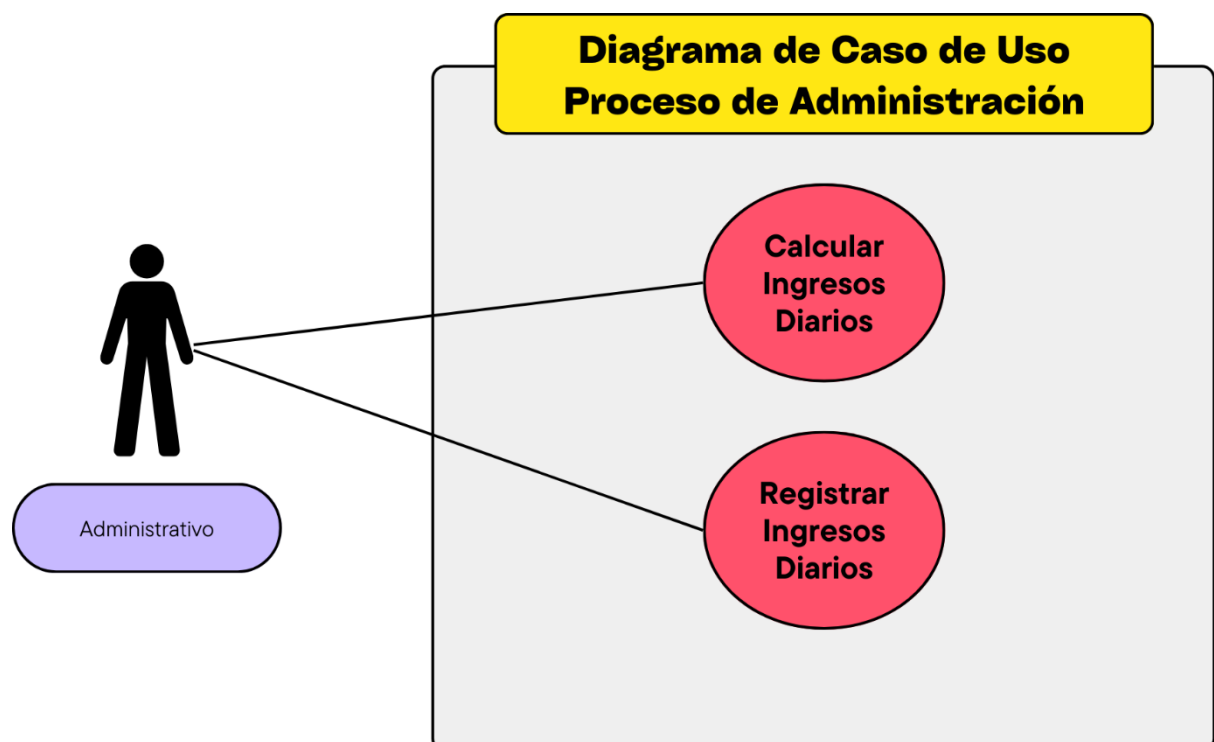 Diagrama de Caso de Uso
Proceso de Administración
Calcular
Ingresos
Diarios
Administrativo
Registrar
Ingresos
Diarios